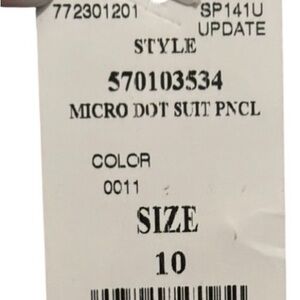 772301201 SP141U
UPDATE
STYLE
570103534
MICRO DOT SUIT PNCL
COLOR
0011
SIZE
10